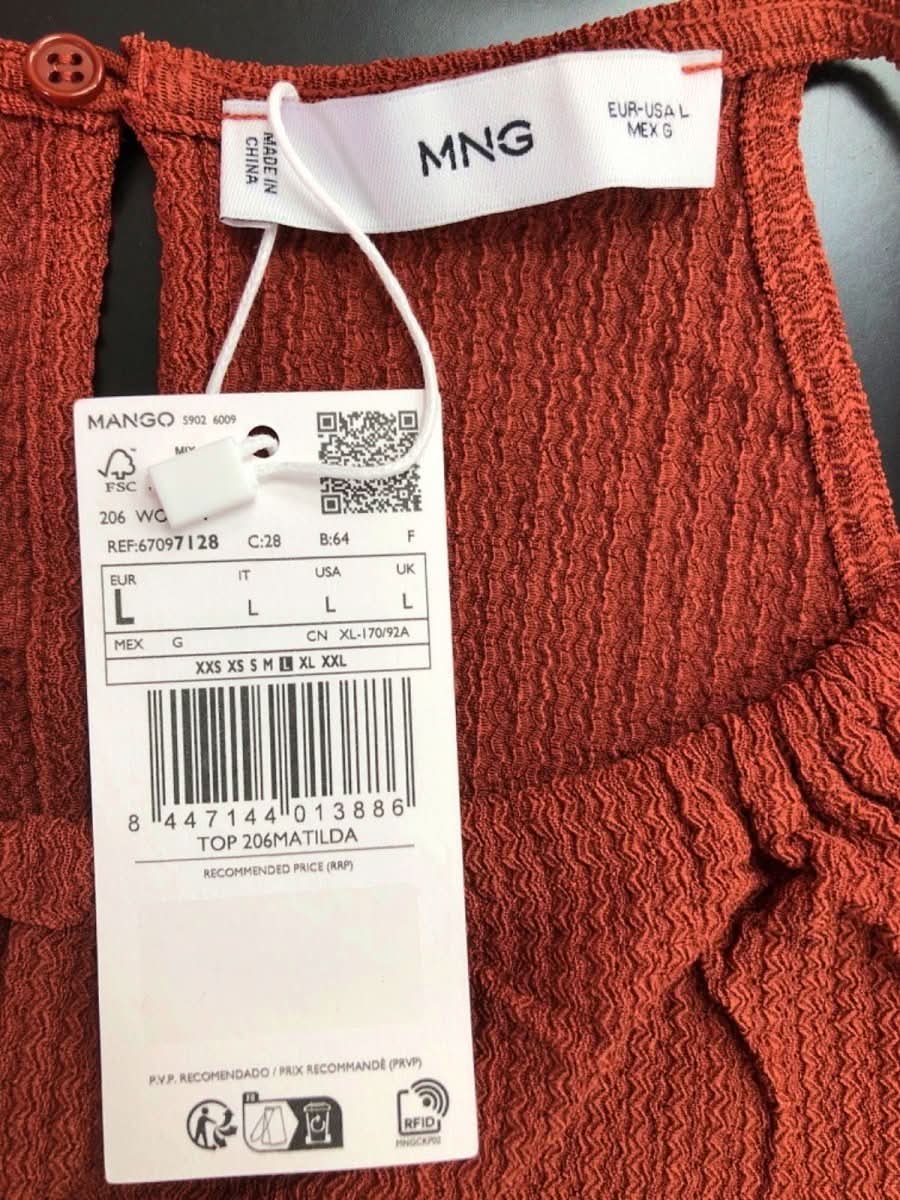 MADE IN
CHINA
MNG
EUR-USA L
MEX G
MANGO 5902 6009
FSC
206
REF:67097128 C:28 B:64 F
EUR IT USA UK
L L L L
MEX G CN XL-170/92A
XXS XS S M L XL XXL
8 447144 013886
TOP 206MATILDA
RECOMMENDED PRICE (RRP)
P.V.P. RECOMENDADO / PRIX RECOMMANDÉ (PRVP)
FR
RFID
MNGCKP02